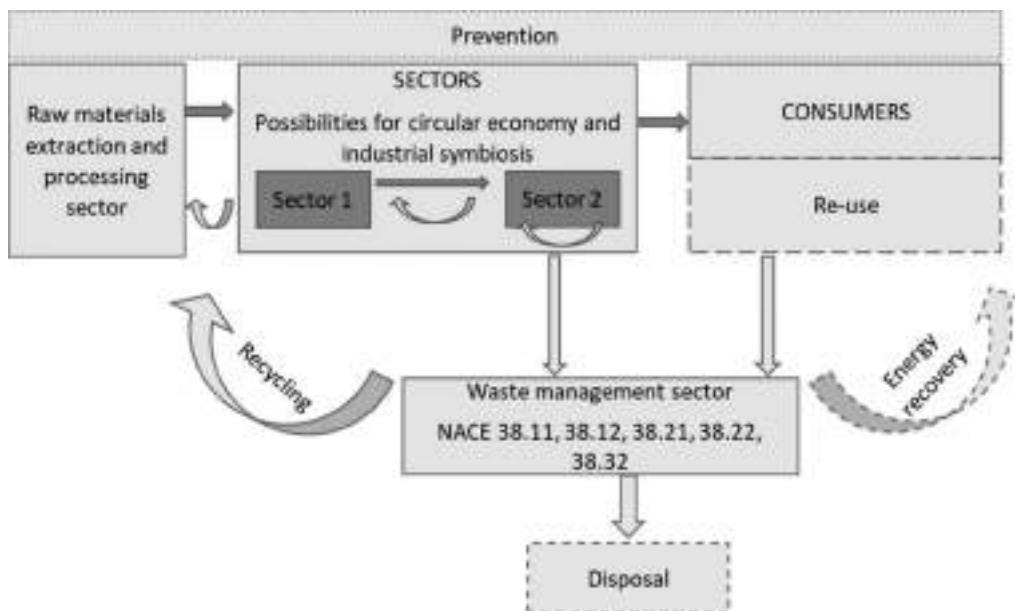 Prevention
Raw materials
extraction and
processing
sector
SECTORS
Possibilities for circular economy and
industrial symbiosis
Sector 1
Sector 2
CONSUMERS
Re-use
Recycling
Energy
recovery
Waste management sector
NACE 38.11, 38.12, 38.21, 38.22,
38.32
Disposal